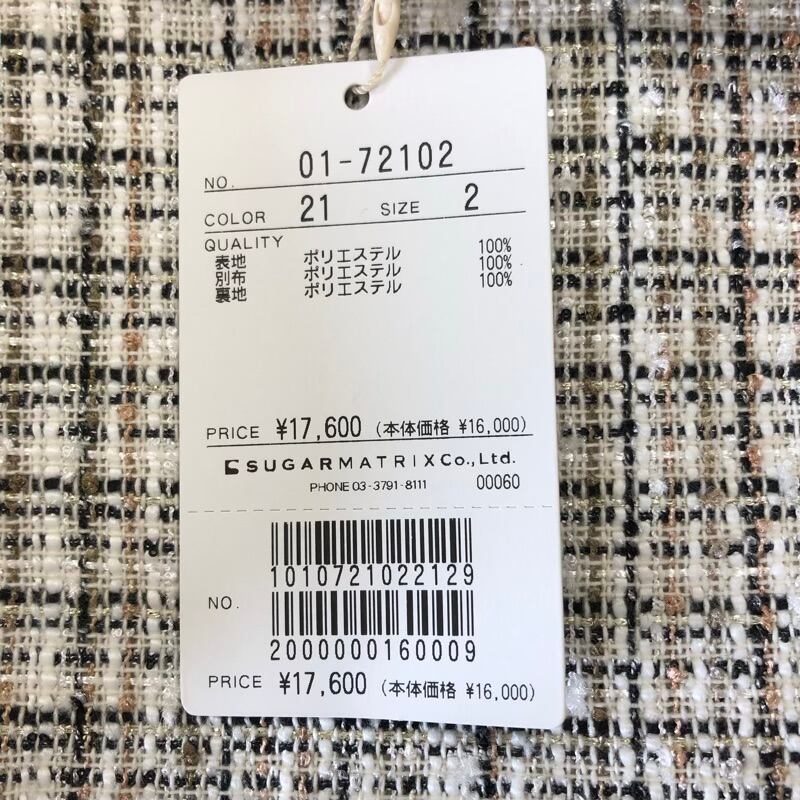 NO. 01-72102
COLOR 21 SIZE 2
QUALITY
表地 ポリエステル 100%
別布 ポリエステル 100%
裏地 ポリエステル 100%
PRICE ¥17,600 (本体価格 ¥16,000)
SUGARMATRIX Co.,Ltd.
PHONE 03-3791-8111 00060
1010721022129
NO.
2000000160009
PRICE ¥17,600 (本体価格 ¥16,000)